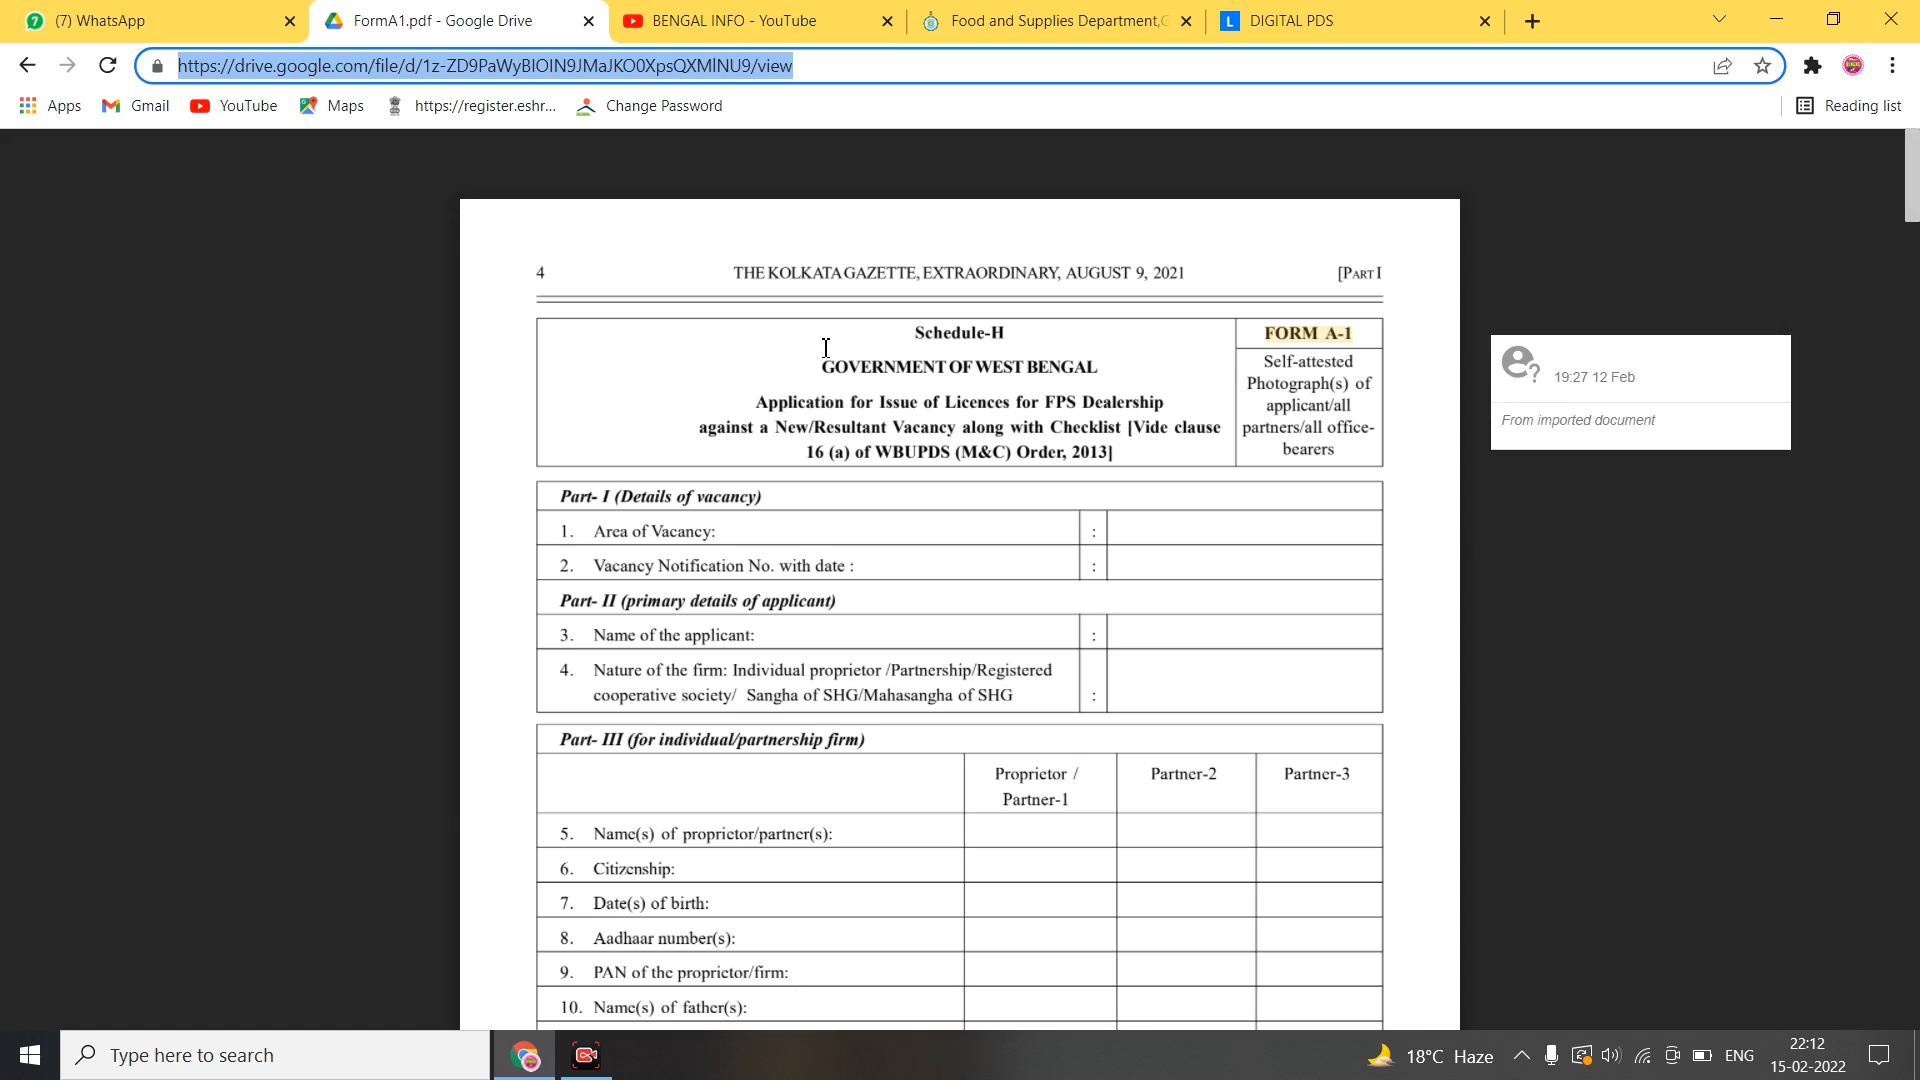 (7) WhatsApp
FormA1.pdf - Google Drive
BENGAL INFO - YouTube
Food and Supplies Department,G
DIGITAL PDS
https://drive.google.com/file/d/1z-ZD9PaWyBIOIN9JMaJKO0XpsQXMlNU9/view
Apps
Gmail
YouTube
Maps
https://register.eshr...
Change Password
Reading list
4
THE KOLKATA GAZETTE, EXTRAORDINARY, AUGUST 9, 2021
[PART I
Schedule-H
FORM A-1
GOVERNMENT OF WEST BENGAL
Application for Issue of Licences for FPS Dealership
against a New/Resultant Vacancy along with Checklist [Vide clause
16 (a) of WBUPDS (M&C) Order, 2013]
Self-attested
Photograph(s) of
applicant/all
partners/all office-
bearers
19:27 12 Feb
From imported document
Part- I (Details of vacancy)
1. Area of Vacancy: :
2. Vacancy Notification No. with date : :
Part- II (primary details of applicant)
3. Name of the applicant: :
4. Nature of the firm: Individual proprietor /Partnership/Registered
cooperative society/ Sangha of SHG/Mahasangha of SHG :
Part- III (for individual/partnership firm)
Proprietor /
Partner-1
Partner-2
Partner-3
5. Name(s) of proprietor/partner(s):
6. Citizenship:
7. Date(s) of birth:
8. Aadhaar number(s):
9. PAN of the proprietor/firm:
10. Name(s) of father(s):
Type here to search
18°C Haze
ENG
22:12
15-02-2022